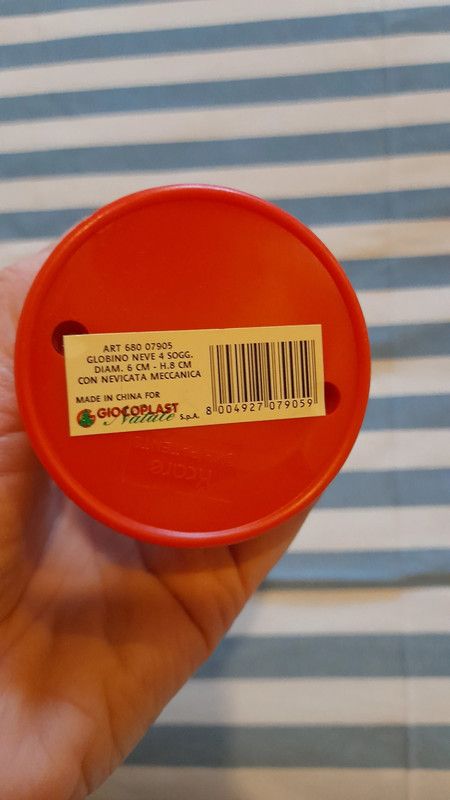 ART 680 07905
GLOBINO NEVE 4 SOGG.
DIAM. 6 CM - H.8 CM
CON NEVICATA MECCANICA
MADE IN CHINA FOR
GIOCOPLAST
Natale S.p.A.
8 004927 079059